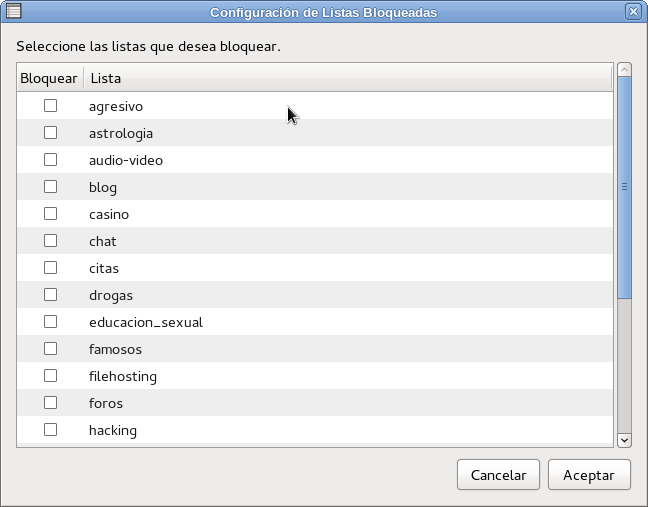 Configuración de Listas Bloqueadas
Seleccione las listas que desea bloquear.
Bloquear Lista
agresivo
astrologia
audio-video
blog
casino
chat
citas
drogas
educacion_sexual
famosos
filehosting
foros
hacking
Cancelar Aceptar